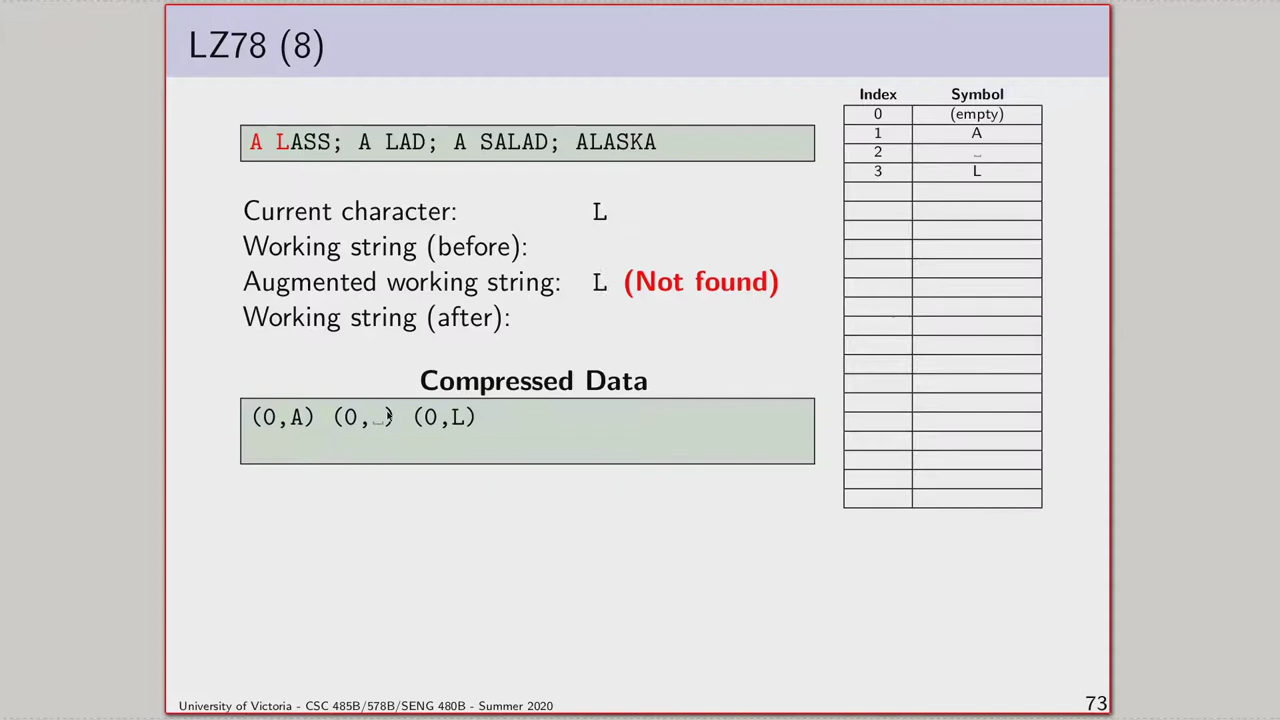 LZ78 (8)
A LASS; A LAD; A SALAD; ALASKA
Current character: L
Working string (before):
Augmented working string: L (Not found)
Working string (after):
Compressed Data
(0,A) (0,␣) (0,L)
Index Symbol
0 (empty)
1 A
2 ␣
3 L
University of Victoria - CSC 485B/578B/SENG 480B - Summer 2020
73